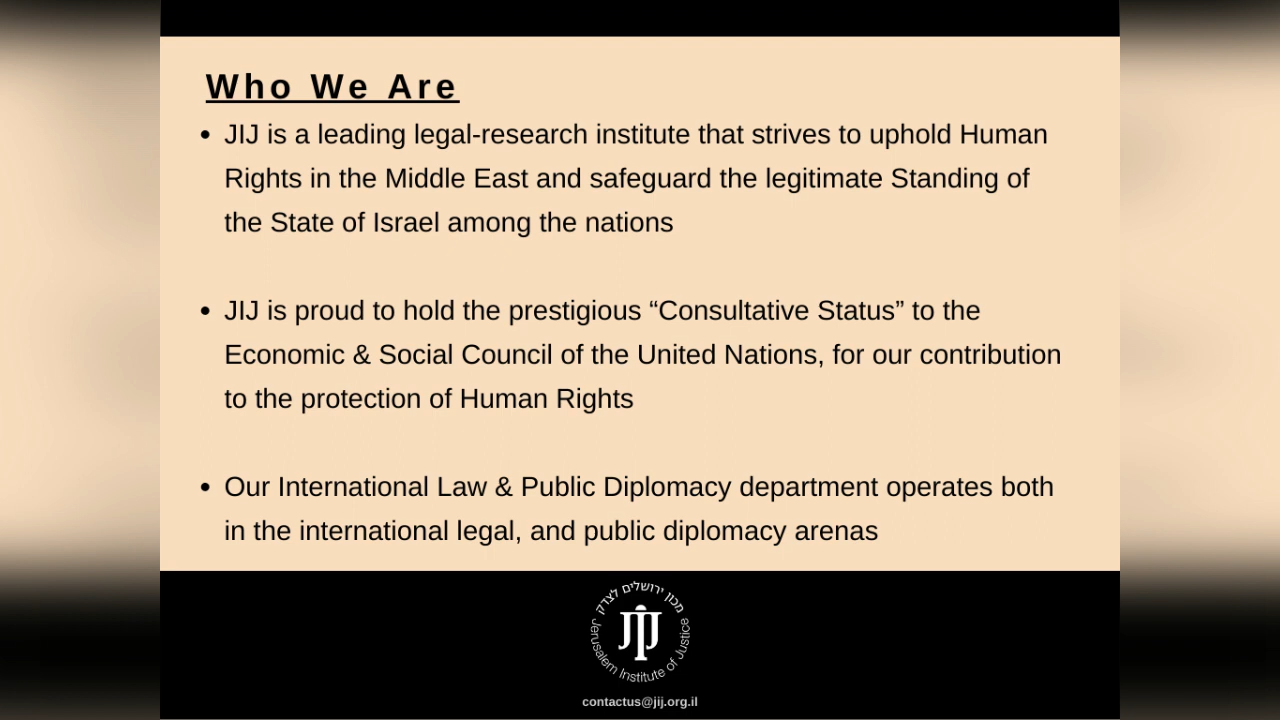 Who We Are
• JIJ is a leading legal-research institute that strives to uphold Human
Rights in the Middle East and safeguard the legitimate Standing of
the State of Israel among the nations
• JIJ is proud to hold the prestigious “Consultative Status” to the
Economic & Social Council of the United Nations, for our contribution
to the protection of Human Rights
• Our International Law & Public Diplomacy department operates both
in the international legal, and public diplomacy arenas
מכון ירושלים לצדק
JIJ
Jerusalem Institute of Justice
contactus@jij.org.il